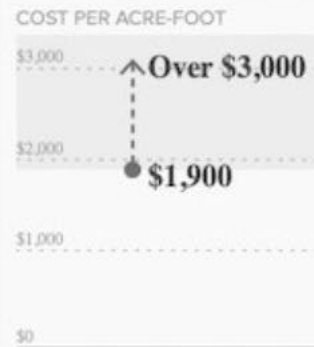 COST PER ACRE-FOOT
$3,000
Over $3,000
$2,000
$1,900
$1,000
$0